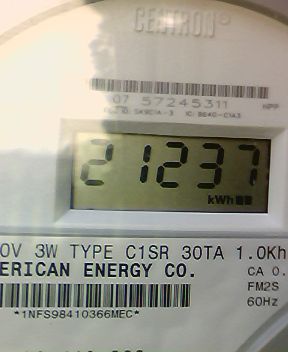 CENTRON®
07 57245311
HPP
21237
kWh
0V 3W TYPE C1SR 30TA 1.0Kh
ERICAN ENERGY CO.
CA 0.
FM2S
60Hz
*1NFS98410366MEC*